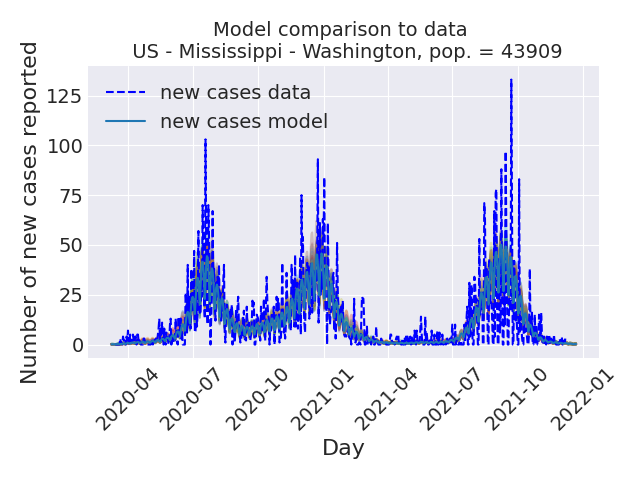 Model comparison to data
US - Mississippi - Washington, pop. = 43909
Number of new cases reported
125
100
75
50
25
0
new cases data
new cases model
2020-04
2020-07
2020-10
2021-01
2021-04
2021-07
2021-10
2022-01
Day